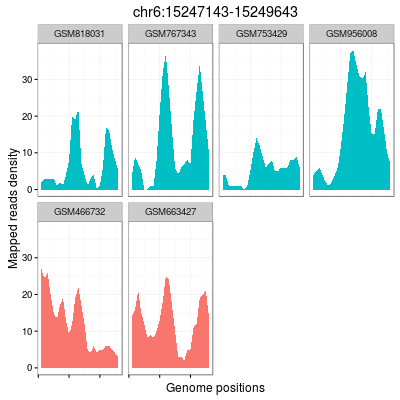 chr6:15247143-15249643
GSM818031 GSM767343 GSM753429 GSM956008
30
20
10
0
GSM466732 GSM663427
30
20
10
0
Mapped reads density
Genome positions